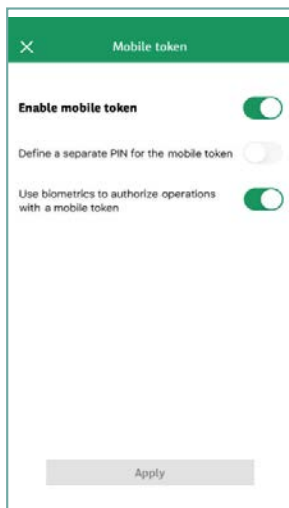 Mobile token
Enable mobile token
Define a separate PIN for the mobile token
Use biometrics to authorize operations
with a mobile token
Apply